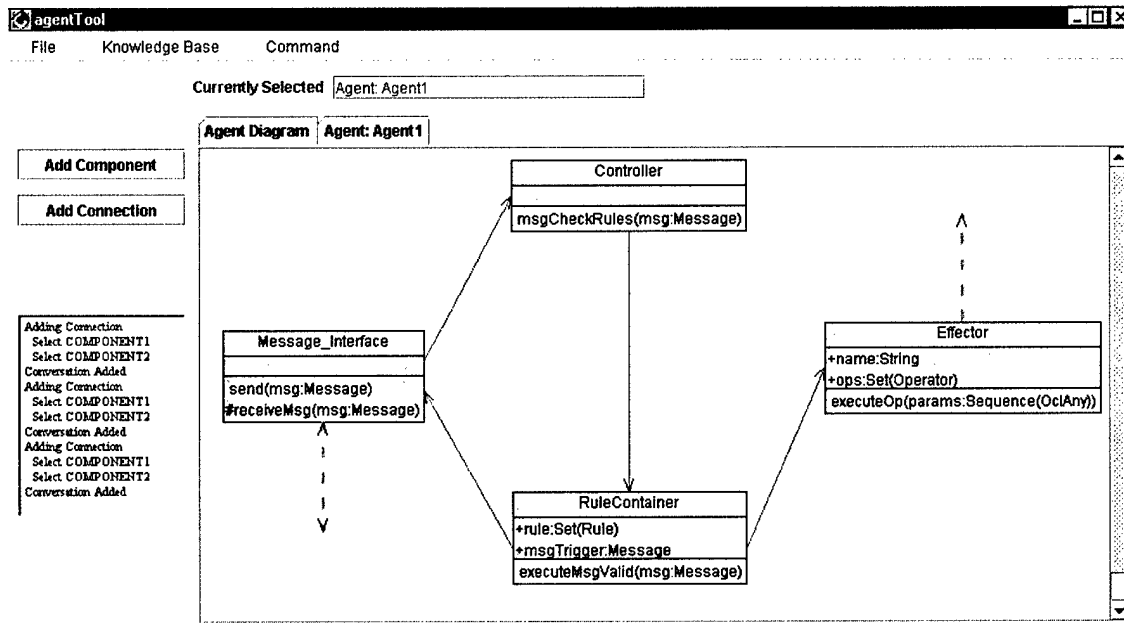 agentTool
File Knowledge Base Command
Currently Selected Agent: Agent1
Agent Diagram Agent: Agent1
Add Component
Add Connection
Adding Connection
Select COMPONENT1
Select COMPONENT2
Conversation Added
Adding Connection
Select COMPONENT1
Select COMPONENT2
Conversation Added
Adding Connection
Select COMPONENT1
Select COMPONENT2
Conversation Added
Controller
msgCheckRules(msg:Message)
Message_Interface
send(msg:Message)
#receiveMsg(msg:Message)
Effector
+name:String
+ops:Set(Operator)
executeOp(params:Sequence(OclAny))
RuleContainer
+rule:Set(Rule)
+msgTrigger:Message
executeMsgValid(msg:Message)